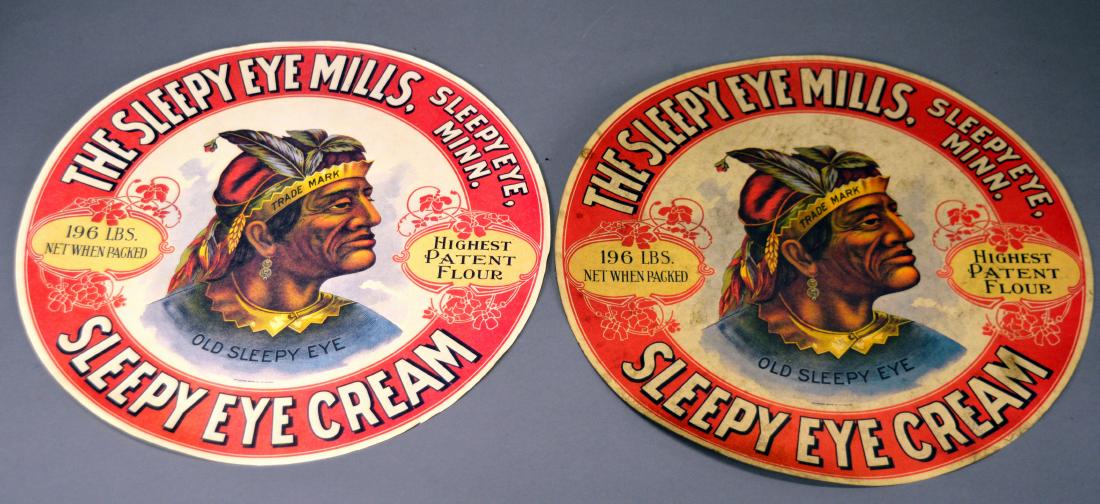 THE SLEEPY EYE MILLS,
SLEEPY EYE,
MINN.
TRADE MARK
196 LBS.
NET WHEN PACKED
HIGHEST
PATENT
FLOUR
OLD SLEEPY EYE
SLEEPY EYE CREAM
THE SLEEPY EYE MILLS,
SLEEPY EYE,
MINN.
TRADE MARK
196 LBS.
NET WHEN PACKED
HIGHEST
PATENT
FLOUR
OLD SLEEPY EYE
SLEEPY EYE CREAM